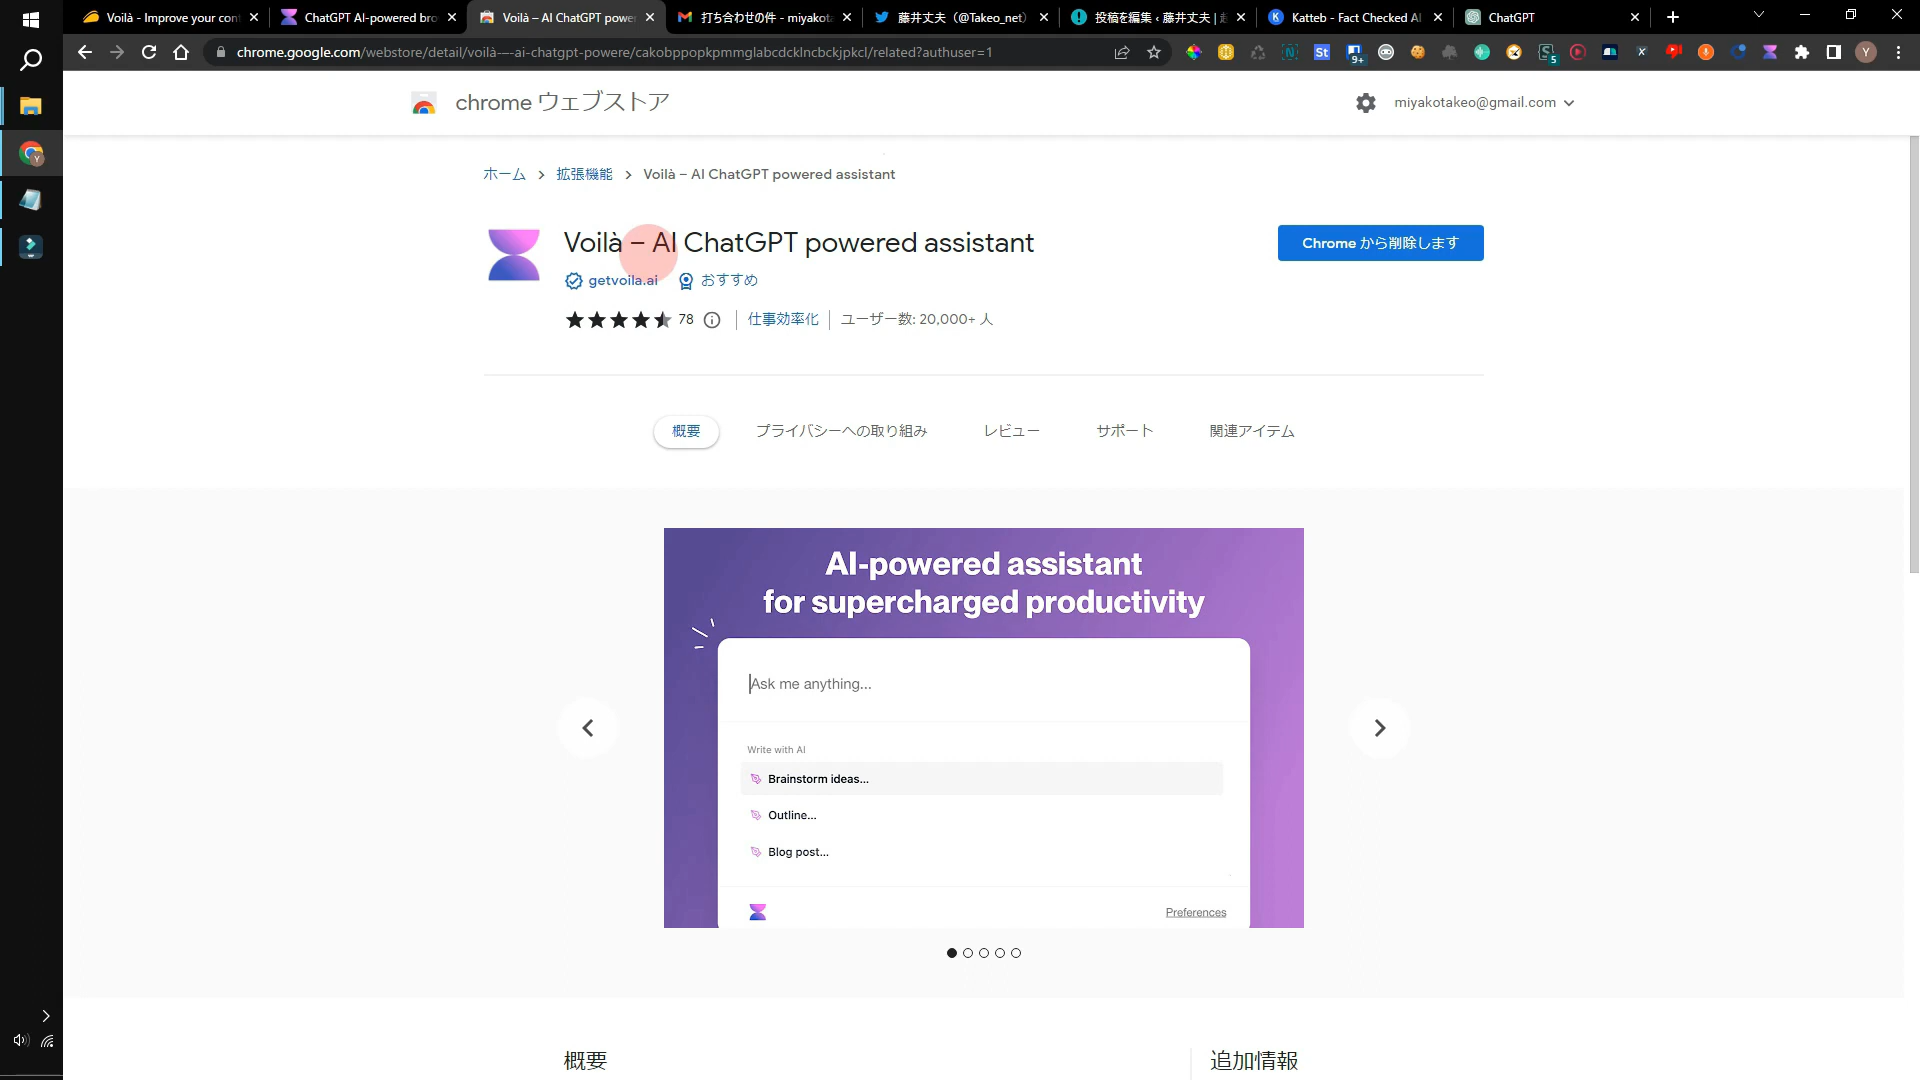 Voilà - Improve your con
ChatGPT AI-powered bro
Voilà – AI ChatGPT powe
打ち合わせの件 - miyakot
藤井丈夫（@Takeo_net）
投稿を編集 ‹ 藤井丈夫 |
Katteb - Fact Checked AI
ChatGPT
chrome.google.com/webstore/detail/voilà-–-ai-chatgpt-powere/cakobppopkpmmglabcdcklncbckjpkcl/related?authuser=1
St
9+
5
Y
chrome ウェブストア
miyakotakeo@gmail.com
ホーム > 拡張機能 > Voilà – AI ChatGPT powered assistant
Voilà – AI ChatGPT powered assistant
Chrome から削除します
getvoila.ai
おすすめ
78
仕事効率化
ユーザー数: 20,000+ 人
概要
プライバシーへの取り組み
レビュー
サポート
関連アイテム
AI-powered assistant
for supercharged productivity
Ask me anything...
Write with AI
Brainstorm ideas...
Outline...
Blog post...
Preferences
概要
追加情報